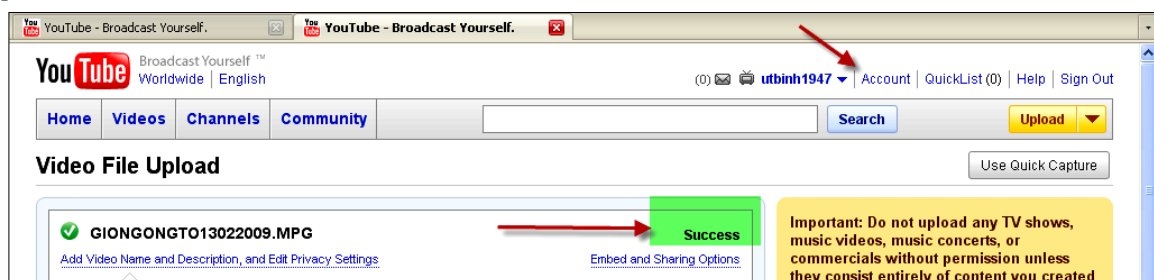 YouTube - Broadcast Yourself. YouTube - Broadcast Yourself.
You Tube Broadcast Yourself ™
Worldwide | English
(0) utbinh1947 | Account | QuickList (0) | Help | Sign Out
Home Videos Channels Community Search Upload
Video File Upload
Use Quick Capture
GIONGONGTO13022009.MPG Success
Add Video Name and Description, and Edit Privacy Settings Embed and Sharing Options
Important: Do not upload any TV shows,
music videos, music concerts, or
commercials without permission unless
they consist entirely of content you created